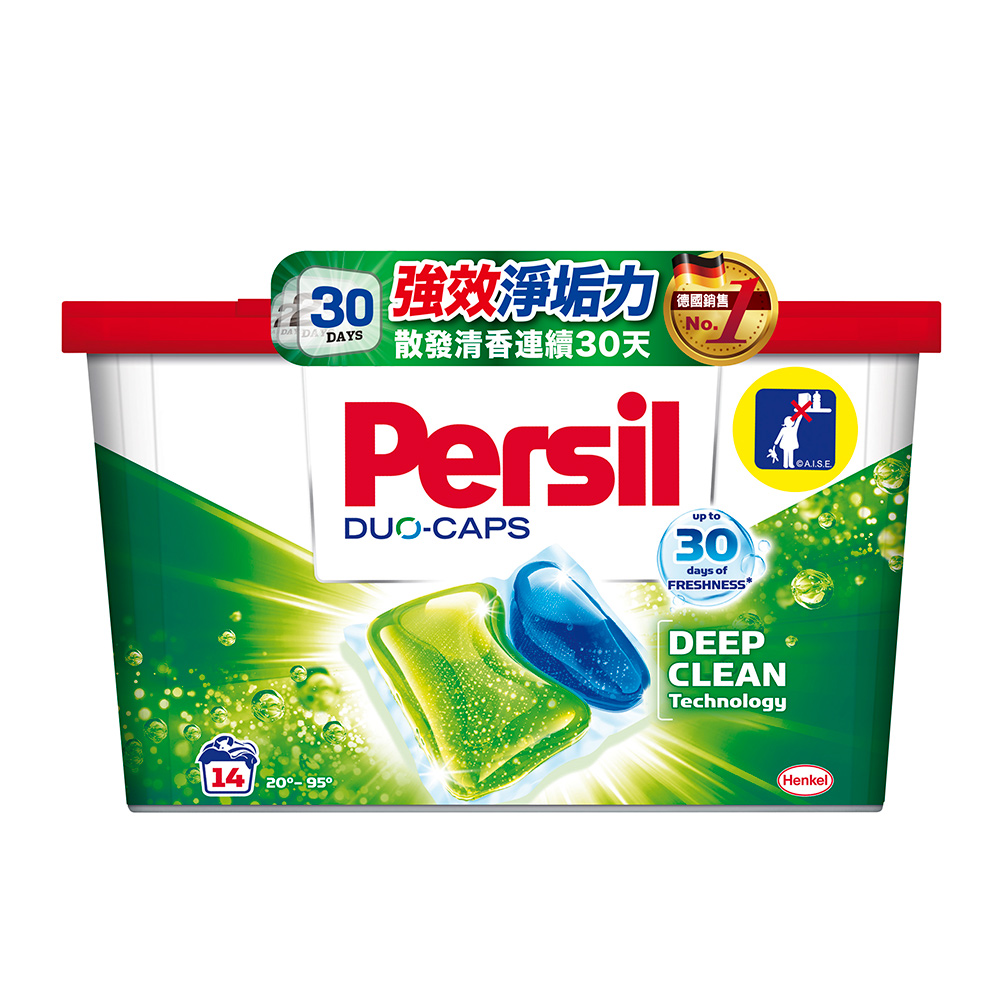 30
DAYS
強效淨垢力
散發清香連續30天
德國銷售
No.1
Persil
DUO-CAPS
©A.I.S.E.
up to
30
days of
FRESHNESS*
DEEP
CLEAN
Technology
14
20°- 95°
Henkel